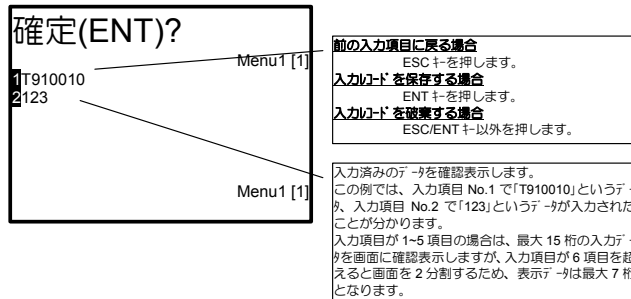 確定(ENT)?
Menu1 [1]
1T910010
2123
Menu1 [1]
前の入力項目に戻る場合
ESC ｷｰを押します。
入力ﾚｺｰﾄﾞを保存する場合
ENT ｷｰを押します。
入力ﾚｺｰﾄﾞを破棄する場合
ESC/ENT ｷｰ以外を押します。
入力済みのﾃﾞｰﾀを確認表示します。
この例では、入力項目 No.1 で「T910010」というﾃﾞｰ
ﾀ、入力項目 No.2 で「123」というﾃﾞｰﾀが入力された
ことが分かります。
入力項目が 1~5 項目の場合は、最大 15 桁の入力ﾃﾞｰ
ﾀを画面に確認表示しますが、入力項目が 6 項目を超
えると画面を 2 分割するため、表示ﾃﾞｰﾀは最大 7 桁
となります。